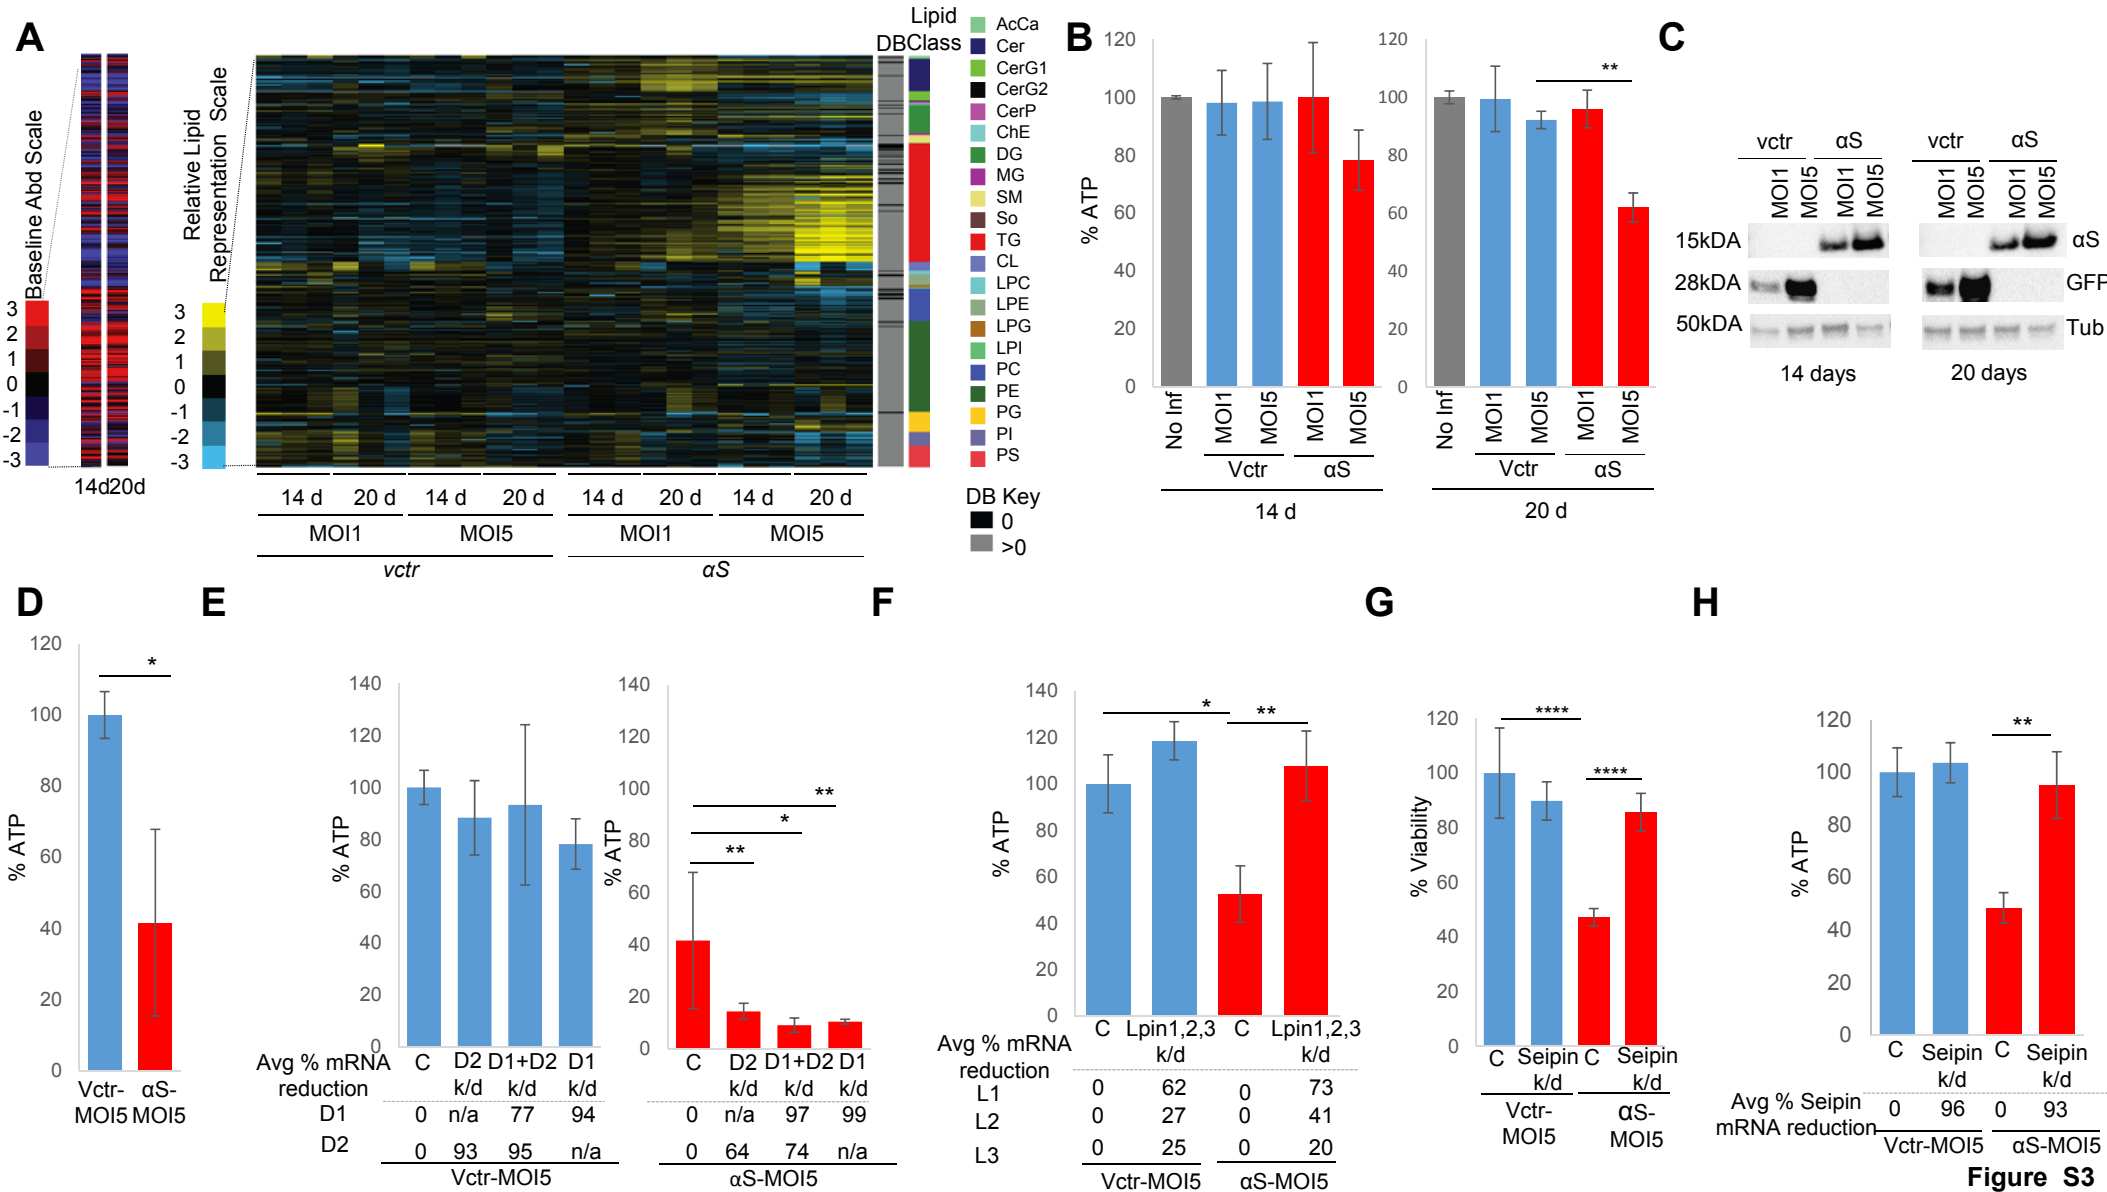 A
Baseline Abd Scale
3
2
1
0
-1
-2
-3
14d20d
Relative Lipid
Representation Scale
3
2
1
0
-1
-2
-3
14 d 20 d 14 d 20 d 14 d 20 d 14 d 20 d
MOI1 MOI5 MOI1 MOI5
vctr αS
DB
Lipid
Class
AcCa
Cer
CerG1
CerG2
CerP
ChE
DG
MG
SM
So
TG
CL
LPC
LPE
LPG
LPI
PC
PE
PG
PI
PS
DB Key
0
>0
B
% ATP
120
100
80
60
40
20
0
No Inf MOI1 MOI5 MOI1 MOI5
Vctr αS
14 d
120
100
80
60
40
20
0
**
No Inf MOI1 MOI5 MOI1 MOI5
Vctr αS
20 d
C
vctr αS vctr αS
MOI1 MOI5 MOI1 MOI5 MOI1 MOI5 MOI1 MOI5
15kDA αS
28kDA GFP
50kDA Tub
14 days 20 days
D
% ATP
120
100
80
60
40
20
0
*
Vctr- αS-
MOI5 MOI5
E
% ATP
140
120
100
80
60
40
20
0
% ATP
140
120
100
80
60
40
20
0
**
*
**
C D2 D1+D2 D1 C D2 D1+D2 D1
k/d k/d k/d k/d k/d k/d
Avg % mRNA
reduction
D1 0 n/a 77 94 0 n/a 97 99
D2 0 93 95 n/a 0 64 74 n/a
Vctr-MOI5 αS-MOI5
F
% ATP
140
120
100
80
60
40
20
0
* **
C Lpin1,2,3 C Lpin1,2,3
k/d k/d
Avg % mRNA
reduction
L1 0 62 0 73
L2 0 27 0 41
L3 0 25 0 20
Vctr-MOI5 αS-MOI5
G
% Viability
120
100
80
60
40
20
0
****
****
C Seipin C Seipin
k/d k/d
Vctr- αS-
MOI5 MOI5
H
% ATP
120
100
80
60
40
20
0
**
C Seipin C Seipin
k/d k/d
Avg % Seipin
mRNA reduction
0 96 0 93
Vctr-MOI5 αS-MOI5
Figure S3